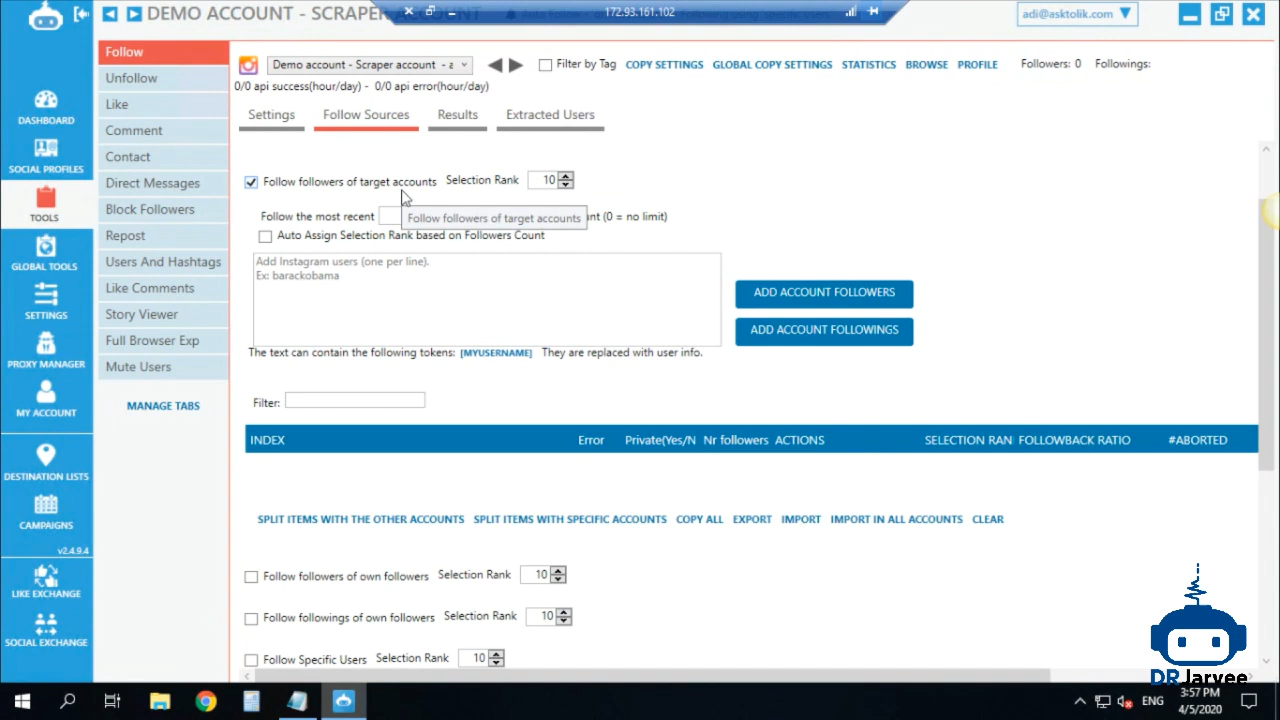 DEMO ACCOUNT - SCRAPER ACCOUNT
172.93.161.102
adi@asktolik.com
DASHBOARD
SOCIAL PROFILES
TOOLS
GLOBAL TOOLS
SETTINGS
PROXY MANAGER
MY ACCOUNT
DESTINATION LISTS
CAMPAIGNS
v2.4.9.4
LIKE EXCHANGE
SOCIAL EXCHANGE
Follow
Unfollow
Like
Comment
Contact
Direct Messages
Block Followers
Repost
Users And Hashtags
Like Comments
Story Viewer
Full Browser Exp
Mute Users
MANAGE TABS
Demo account - Scraper account - a
Filter by Tag
COPY SETTINGS
GLOBAL COPY SETTINGS
STATISTICS
BROWSE
PROFILE
Followers: 0
Followings:
0/0 api success(hour/day) - 0/0 api error(hour/day)
Settings
Follow Sources
Results
Extracted Users
Follow followers of target accounts
Selection Rank
10
Follow the most recent
Follow followers of target accounts
nt (0 = no limit)
Auto Assign Selection Rank based on Followers Count
Add Instagram users (one per line).
Ex: barackobama
ADD ACCOUNT FOLLOWERS
ADD ACCOUNT FOLLOWINGS
The text can contain the following tokens: [MYUSERNAME] They are replaced with user info.
Filter:
INDEX
Error
Private(Yes/N
Nr followers
ACTIONS
SELECTION RAN
FOLLOWBACK RATIO
#ABORTED
SPLIT ITEMS WITH THE OTHER ACCOUNTS
SPLIT ITEMS WITH SPECIFIC ACCOUNTS
COPY ALL
EXPORT
IMPORT
IMPORT IN ALL ACCOUNTS
CLEAR
Follow followers of own followers
Selection Rank
10
Follow followings of own followers
Selection Rank
10
Follow Specific Users
Selection Rank
10
DRJarvee
ENG
3:57 PM
4/5/2020